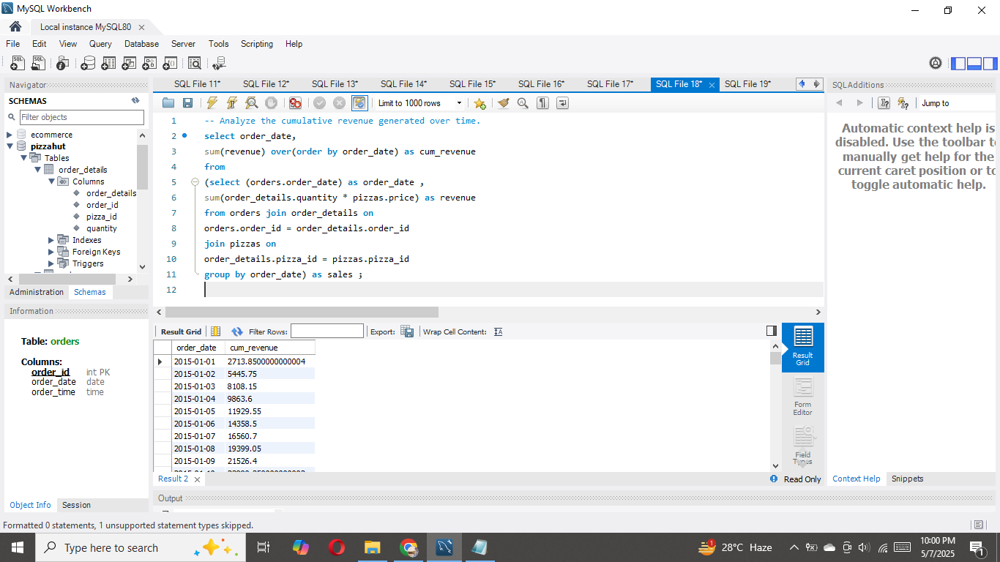 MySQL Workbench
Local instance MySQL80
File Edit View Query Database Server Tools Scripting Help
Navigator
SCHEMAS
Filter objects
ecommerce
pizzahut
Tables
order_details
Columns
order_details
order_id
pizza_id
quantity
Indexes
Foreign Keys
Triggers
Administration Schemas
Information
Table: orders
Columns:
order_id int PK
order_date date
order_time time
Object Info Session
SQL File 11* SQL File 12* SQL File 13* SQL File 14* SQL File 15* SQL File 16* SQL File 17* SQL File 18* SQL File 19*
Limit to 1000 rows
1 -- Analyze the cumulative revenue generated over time.
2 select order_date,
3 sum(revenue) over(order by order_date) as cum_revenue
4 from
5 (select (orders.order_date) as order_date ,
6 sum(order_details.quantity * pizzas.price) as revenue
7 from orders join order_details on
8 orders.order_id = order_details.order_id
9 join pizzas on
10 order_details.pizza_id = pizzas.pizza_id
11 group by order_date) as sales ;
12
Result Grid Filter Rows: Export: Wrap Cell Content:
order_date cum_revenue
2015-01-01 2713.8500000000004
2015-01-02 5445.75
2015-01-03 8108.15
2015-01-04 9863.6
2015-01-05 11929.55
2015-01-06 14358.5
2015-01-07 16560.7
2015-01-08 19399.05
2015-01-09 21526.4
Result Grid
Form Editor
Field Types
Result 2
Read Only
Output
SQLAdditions
Jump to
Automatic context help is
disabled. Use the toolbar to
manually get help for the
current caret position or to
toggle automatic help.
Context Help Snippets
Formatted 0 statements, 1 unsupported statement types skipped.
Type here to search
1
28°C Haze
10:00 PM
5/7/2025
1